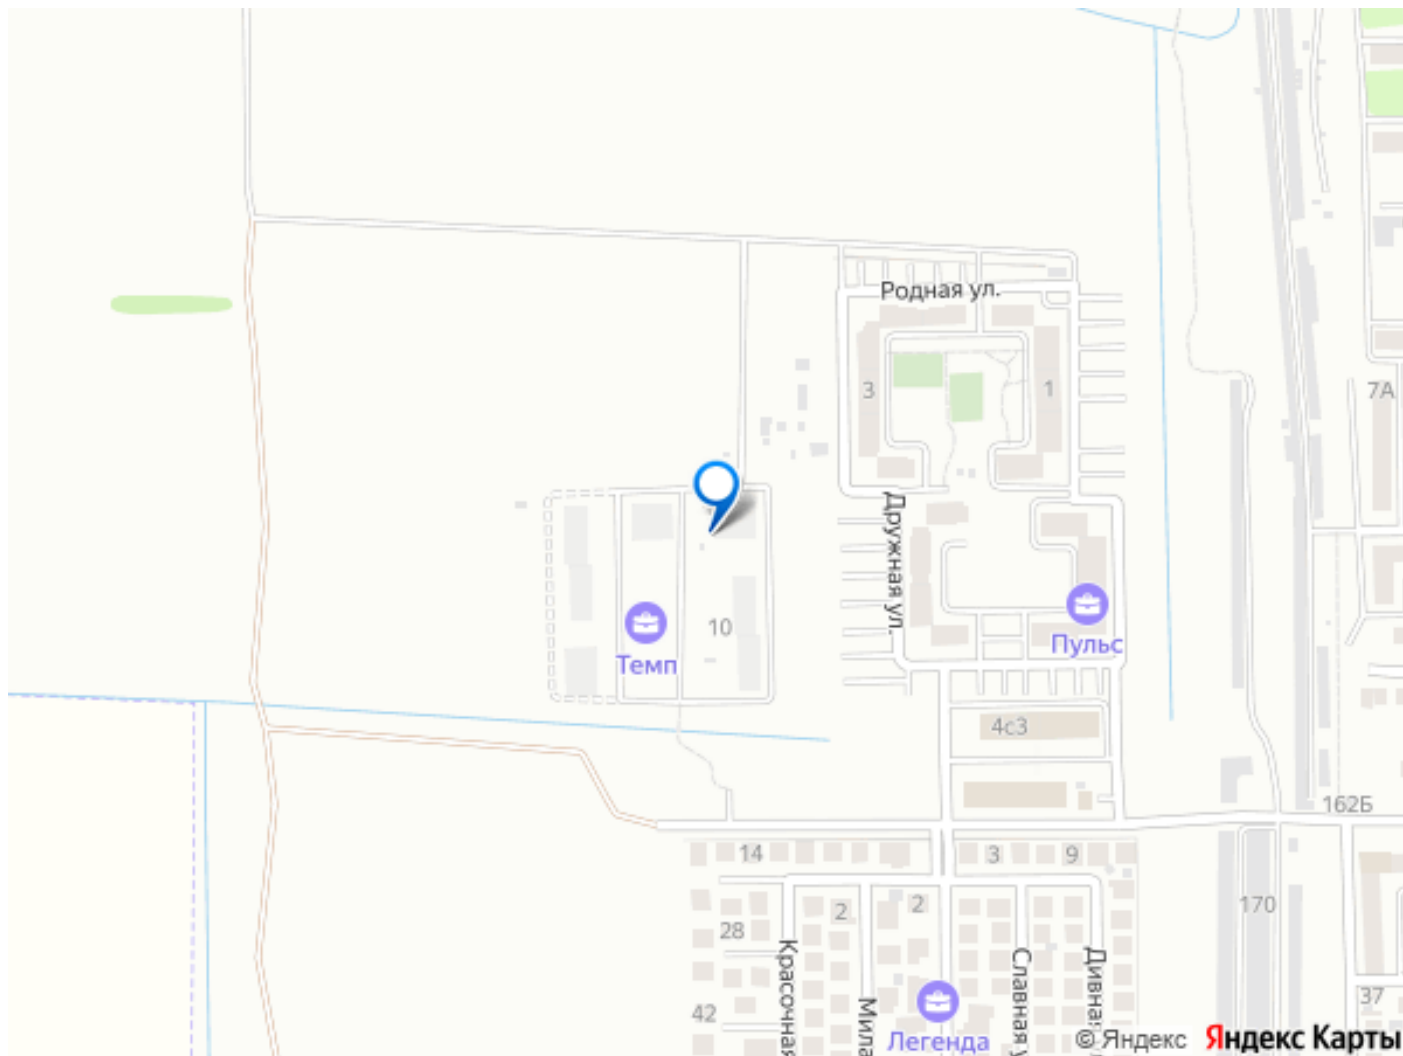 Родная ул.
3
1
7А
Дружная ул.
10
Темп
Пульс
4с3
162Б
14
3
9
2
2
28
170
Красочная
Славная у
Дивная
37
42
Мила
Легенда
© Яндекс
Яндекс Карты